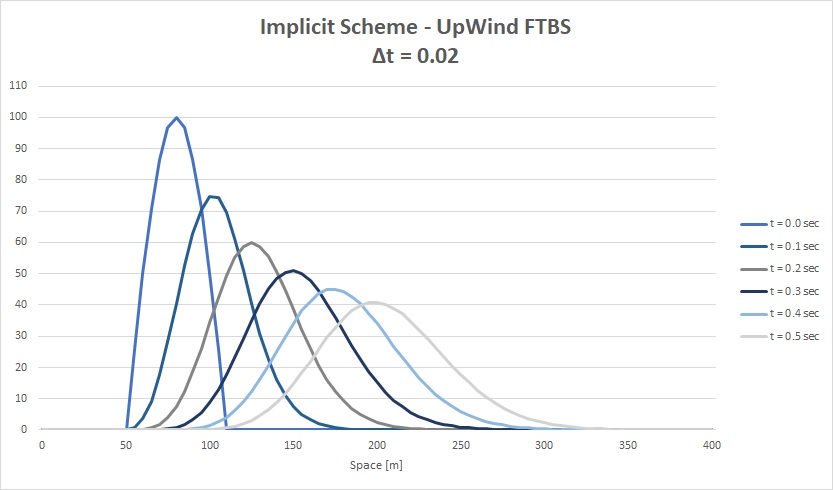 Implicit Scheme - UpWind FTBS
Δt = 0.02
110
100
90
80
70
60
50
40
30
20
10
0
0 50 100 150 200 250 300 350 400
Space [m]
t = 0.0 sec
t = 0.1 sec
t = 0.2 sec
t = 0.3 sec
t = 0.4 sec
t = 0.5 sec